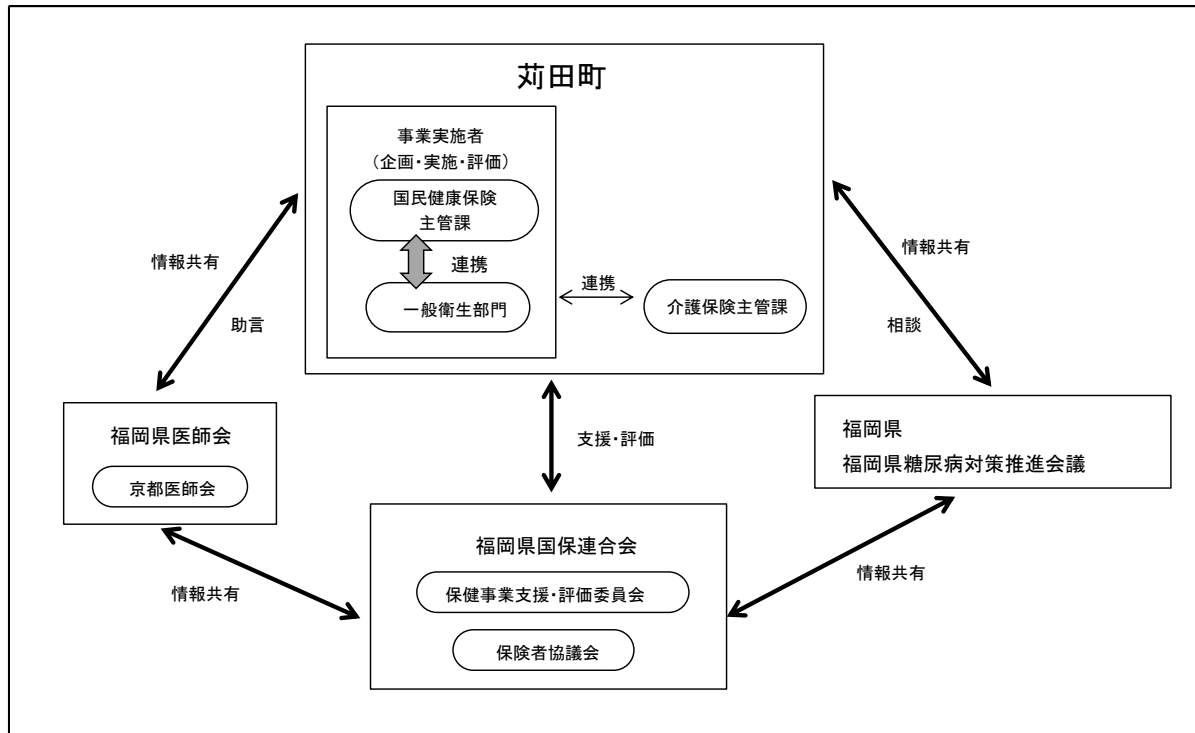 苅田町
事業実施者
（企画・実施・評価）
国民健康保険
主管課
連携
一般衛生部門
連携
介護保険主管課
情報共有
助言
情報共有
相談
福岡県医師会
京都医師会
支援・評価
福岡県
福岡県糖尿病対策推進会議
福岡県国保連合会
保健事業支援・評価委員会
保険者協議会
情報共有
情報共有